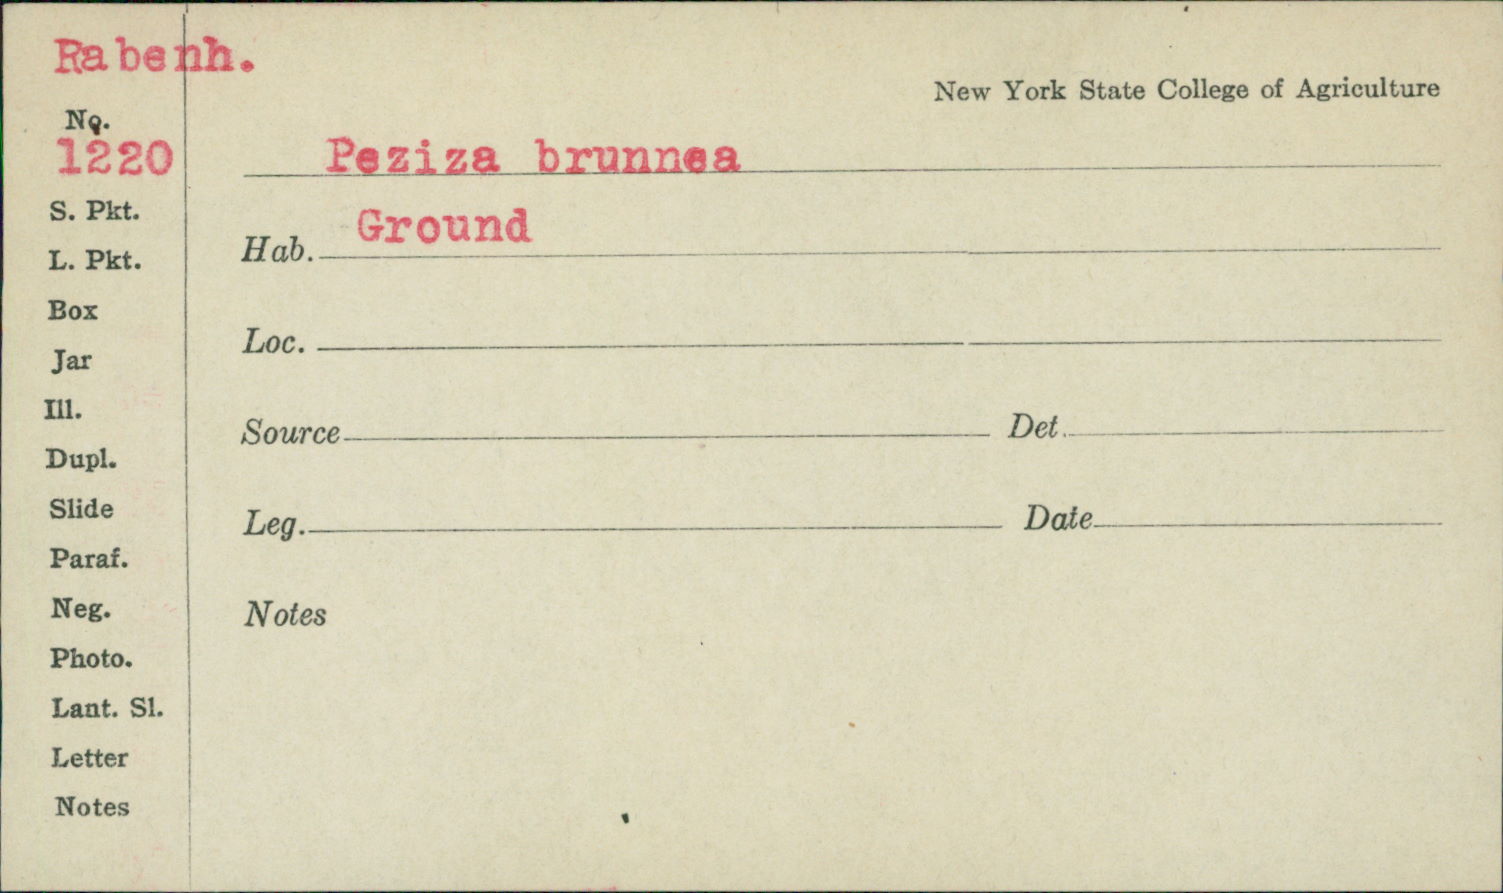 Rabenh.
New York State College of Agriculture
No.
1220
Peziza brunnea
S. Pkt.
Hab. Ground
L. Pkt.
Box
Loc.
Jar
Ill.
Source Det.
Dupl.
Slide
Leg. Date
Paraf.
Neg.
Notes
Photo.
Lant. Sl.
Letter
Notes